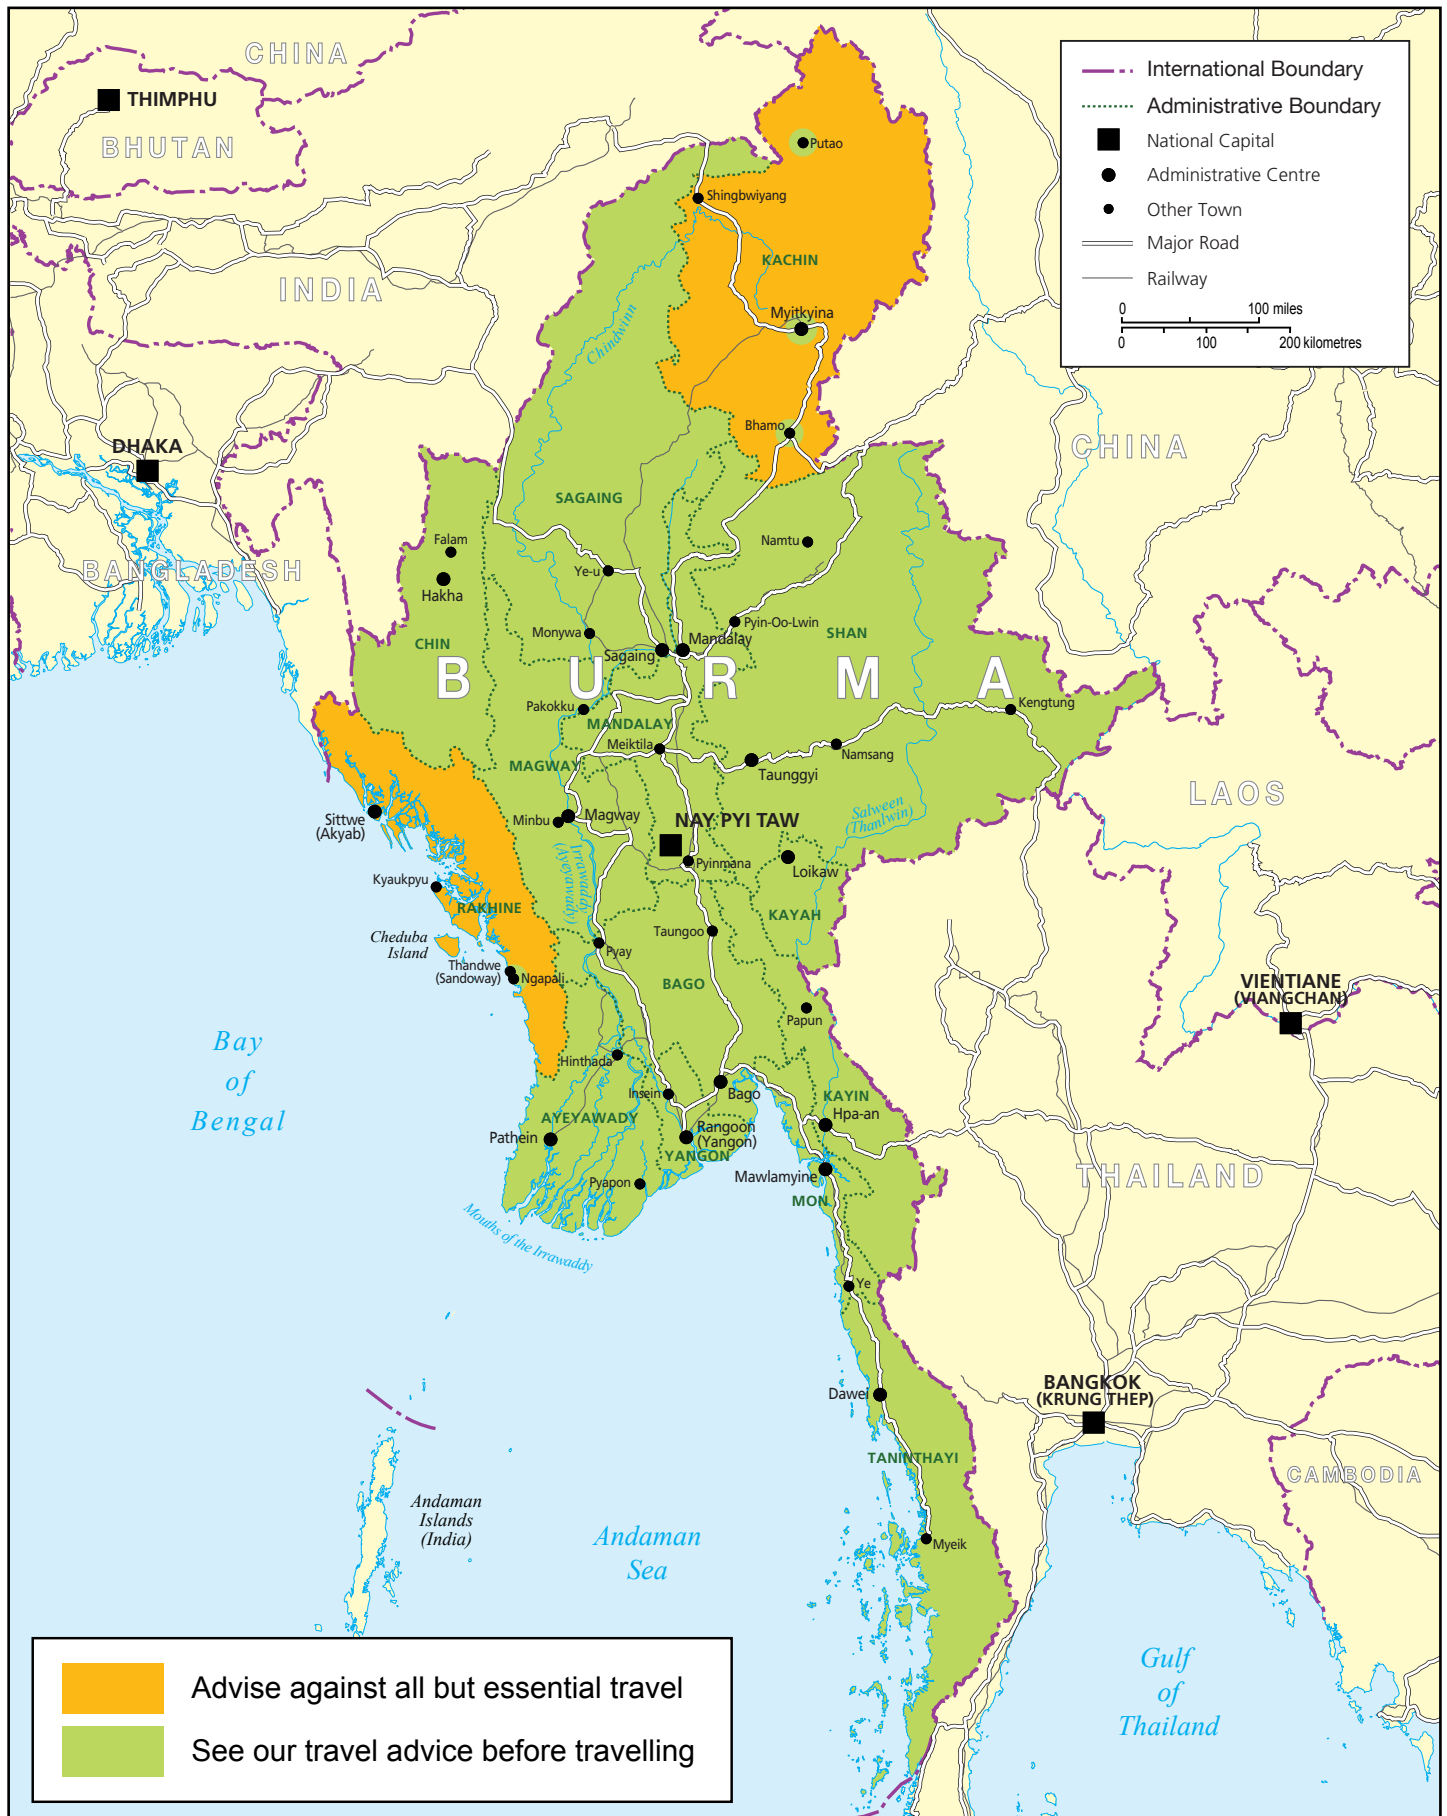 CHINA
THIMPHU
BHUTAN
International Boundary
Administrative Boundary
National Capital
Administrative Centre
Other Town
Major Road
Railway
0 100 miles
0 100 200 kilometres
Putao
Shingbwiyang
KACHIN
INDIA
Myitkyina
Chindwinn
Bhamo
DHAKA
CHINA
SAGAING
Falam
Namtu
BANGLADESH
Ye-u
Hakha
Pyin-Oo-Lwin
Monywa
SHAN
CHIN
Mandalay
Sagaing
BURMA
Kengtung
Pakokku
MANDALAY
Meiktila
Namsang
MAGWAY
Taunggyi
LAOS
Salween
(Thanlwin)
Magway
Minbu
Sittwe
(Akyab)
NAY PYI TAW
Irrawaddy
(Ayeyawady)
Pyinmana
Loikaw
Kyaukpyu
RAKHINE
KAYAH
Cheduba
Island
Taungoo
Pyay
Thandwe
(Sandoway)
Ngapali
BAGO
VIENTIANE
(VIANGCHAN)
Papun
Bay
of
Bengal
Hinthada
Insein
Bago
KAYIN
Hpa-an
AYEYAWADY
Pathein
Rangoon
(Yangon)
YANGON
Mawlamyine
THAILAND
Pyapon
MON
Mouths of the Irrawaddy
Ye
BANGKOK
(KRUNG THEP)
Dawei
TANINTHAYI
CAMBODIA
Andaman
Islands
(India)
Andaman
Sea
Myeik
Gulf
of
Thailand
Advise against all but essential travel
See our travel advice before travelling